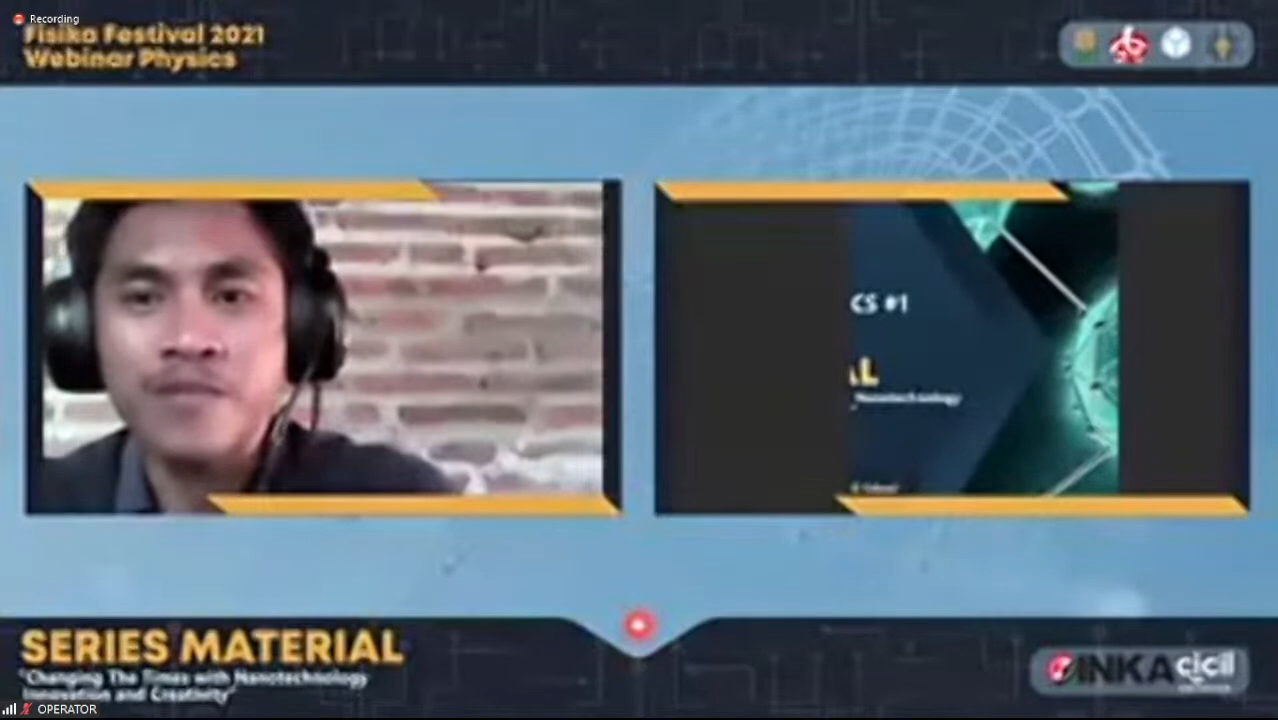 Recording
Fisika Festival 2021
Webinar Physics
CS #1
AL
Nanotechnology
SERIES MATERIAL
"Changing The Times with Nanotechnology
Innovation and Creativity"
INKA cicil
OPERATOR